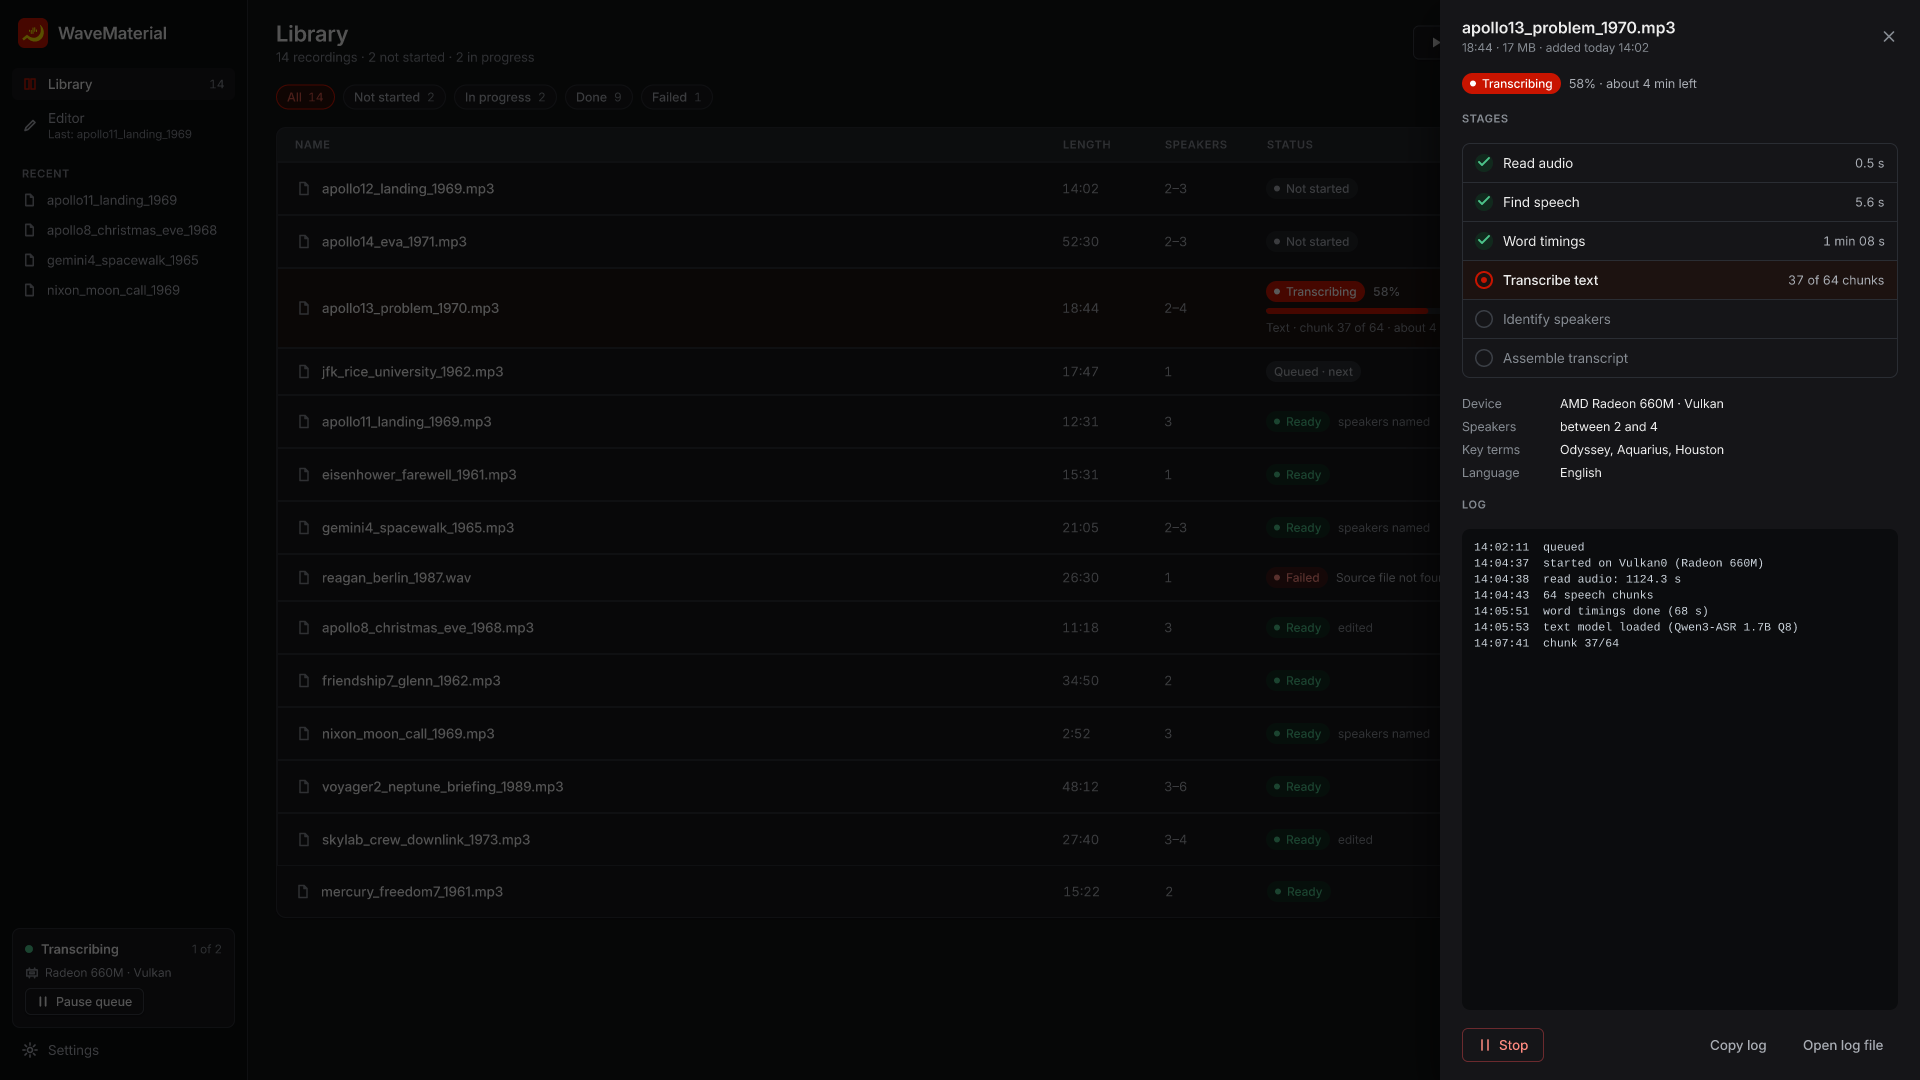 WaveMaterial
Library 14
Editor
Last: apollo11_landing_1969
RECENT
apollo11_landing_1969
apollo8_christmas_eve_1968
gemini4_spacewalk_1965
nixon_moon_call_1969
Transcribing 1 of 2
Radeon 660M · Vulkan
Pause queue
Settings
Library
14 recordings · 2 not started · 2 in progress
All 14 Not started 2 In progress 2 Done 9 Failed 1
NAME LENGTH SPEAKERS STATUS
apollo12_landing_1969.mp3 14:02 2–3 Not started
apollo14_eva_1971.mp3 52:30 2–3 Not started
apollo13_problem_1970.mp3 18:44 2–4 Transcribing 58%
Text · chunk 37 of 64 · about 4
jfk_rice_university_1962.mp3 17:47 1 Queued · next
apollo11_landing_1969.mp3 12:31 3 Ready speakers named
eisenhower_farewell_1961.mp3 15:31 1 Ready
gemini4_spacewalk_1965.mp3 21:05 2–3 Ready speakers named
reagan_berlin_1987.wav 26:30 1 Failed Source file not fou
apollo8_christmas_eve_1968.mp3 11:18 3 Ready edited
friendship7_glenn_1962.mp3 34:50 2 Ready
nixon_moon_call_1969.mp3 2:52 3 Ready speakers named
voyager2_neptune_briefing_1989.mp3 48:12 3–6 Ready
skylab_crew_downlink_1973.mp3 27:40 3–4 Ready edited
mercury_freedom7_1961.mp3 15:22 2 Ready
apollo13_problem_1970.mp3
18:44 · 17 MB · added today 14:02
Transcribing 58% · about 4 min left
STAGES
Read audio 0.5 s
Find speech 5.6 s
Word timings 1 min 08 s
Transcribe text 37 of 64 chunks
Identify speakers
Assemble transcript
Device AMD Radeon 660M · Vulkan
Speakers between 2 and 4
Key terms Odyssey, Aquarius, Houston
Language English
LOG
14:02:11 queued
14:04:37 started on Vulkan0 (Radeon 660M)
14:04:38 read audio: 1124.3 s
14:04:43 64 speech chunks
14:05:51 word timings done (68 s)
14:05:53 text model loaded (Qwen3-ASR 1.7B Q8)
14:07:41 chunk 37/64
Stop Copy log Open log file